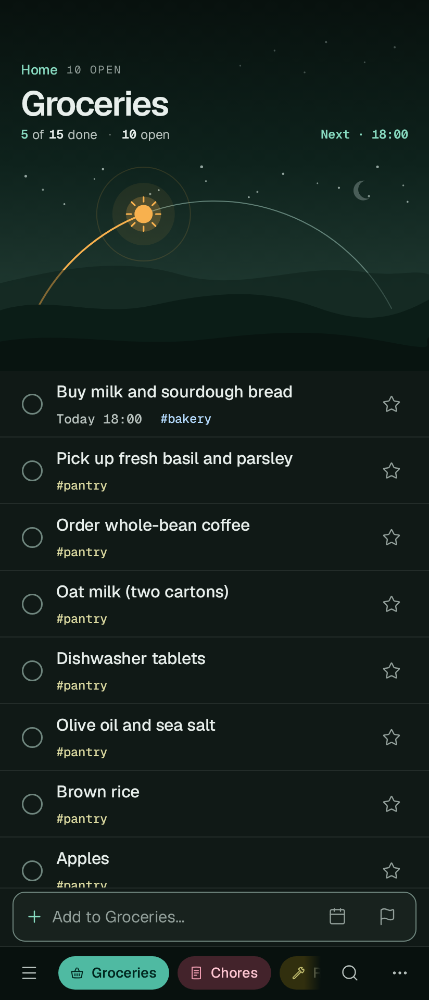 Home 10 OPEN
Groceries
5 of 15 done · 10 open
Next · 18:00
Buy milk and sourdough bread
Today 18:00 #bakery
Pick up fresh basil and parsley
#pantry
Order whole-bean coffee
#pantry
Oat milk (two cartons)
#pantry
Dishwasher tablets
#pantry
Olive oil and sea salt
#pantry
Brown rice
#pantry
Apples
#pantry
Add to Groceries…
Groceries
Chores